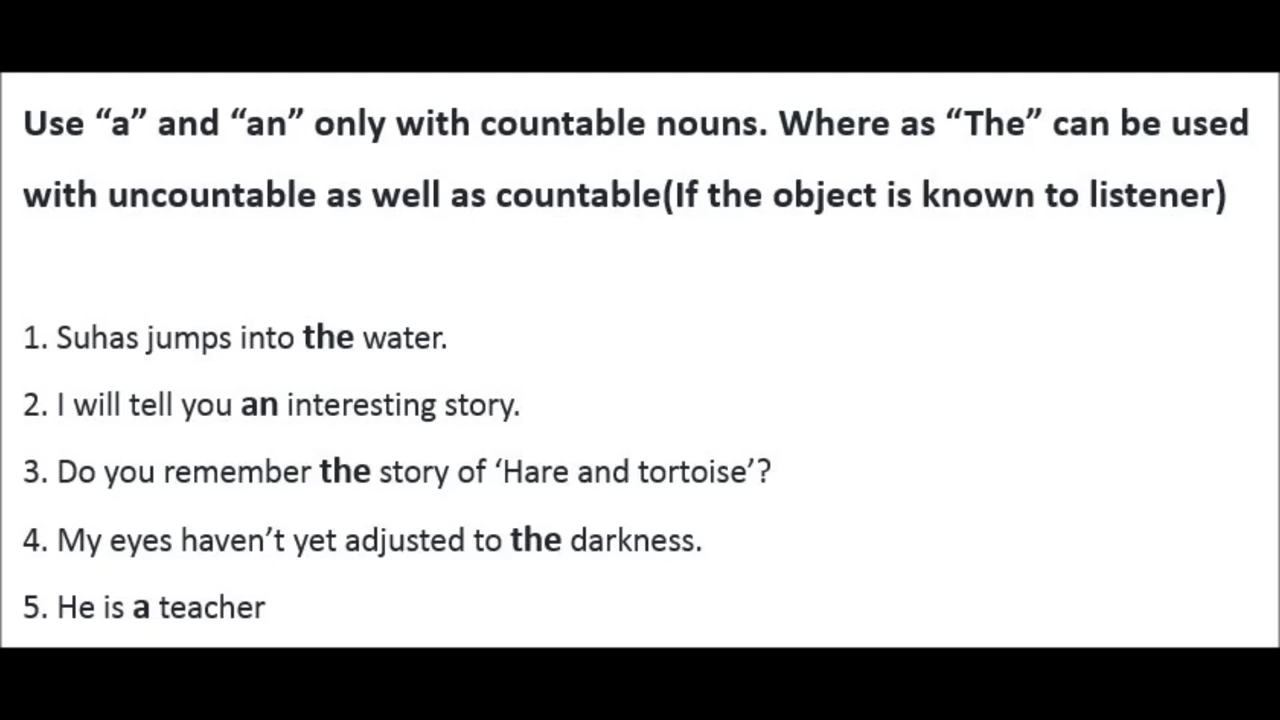 Use “a” and “an” only with countable nouns. Where as “The” can be used
with uncountable as well as countable(If the object is known to listener)
1. Suhas jumps into the water.
2. I will tell you an interesting story.
3. Do you remember the story of ‘Hare and tortoise’?
4. My eyes haven’t yet adjusted to the darkness.
5. He is a teacher